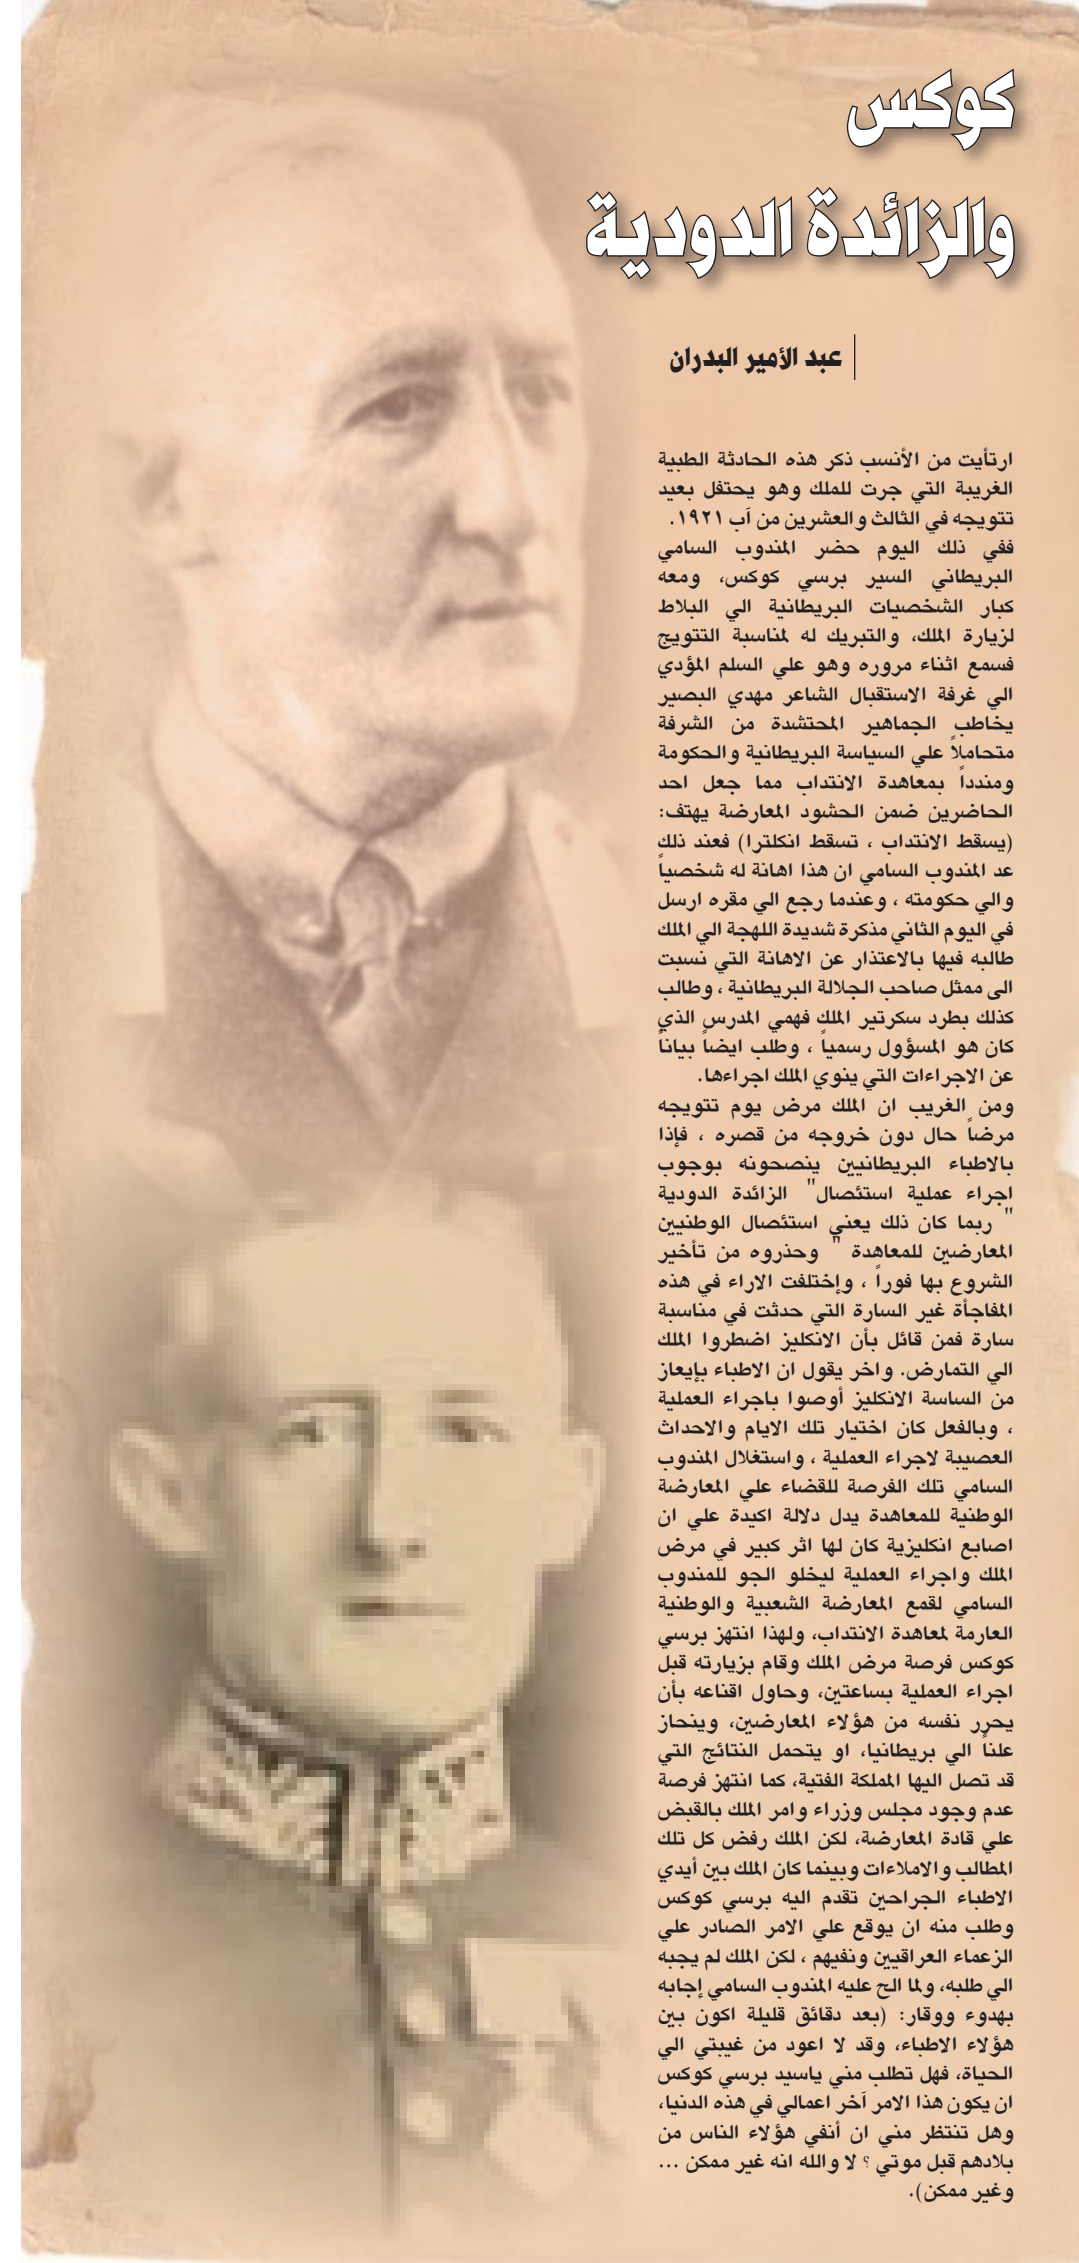 كوكس
والزائدة الدودية
عبد الأمير البدران
ارتأيت من الأنسب ذكر هذه الحادثة الطبية
الغريبة التي جرت للملك وهو يحتفل بعيد
تتويجه في الثالث والعشرين من آب ١٩٢١.
ففي ذلك اليوم حضر المندوب السامي
البريطاني السير برسي كوكس، ومعه
كبار الشخصيات البريطانية الي البلاط
لزيارة الملك، والتبريك له لمناسبة التتويج
فسمع اثناء مروره وهو علي السلم المؤدي
الي غرفة الاستقبال الشاعر مهدي البصير
يخاطب الجماهير المحتشدة من الشرفة
متحاملاً علي السياسة البريطانية والحكومة
ومندداً بمعاهدة الانتداب مما جعل احد
الحاضرين ضمن الحشود المعارضة يهتف:
(يسقط الانتداب ، تسقط انكلترا) فعند ذلك
عد المندوب السامي ان هذا اهانة له شخصياً
والي حكومته ، وعندما رجع الي مقره ارسل
في اليوم الثاني مذكرة شديدة اللهجة الي الملك
طالبه فيها بالاعتذار عن الاهانة التي نسبت
الى ممثل صاحب الجلالة البريطانية ، وطالب
كذلك بطرد سكرتير الملك فهمي المدرس الذي
كان هو المسؤول رسمياً ، وطلب ايضاً بياناً
عن الاجراءات التي ينوي الملك اجراءها.
ومن الغريب ان الملك مرض يوم تتويجه
مرضاً حال دون خروجه من قصره ، فإذا
بالاطباء البريطانيين ينصحونه بوجوب
اجراء عملية استئصال" الزائدة الدودية
" ربما كان ذلك يعني استئصال الوطنيين
المعارضين للمعاهدة " وحذروه من تأخير
الشروع بها فوراً ، وإختلفت الاراء في هذه
المفاجأة غير السارة التي حدثت في مناسبة
سارة فمن قائل بأن الانكليز اضطروا الملك
الي التمارض. واخر يقول ان الاطباء بإيعاز
من الساسة الانكليز أوصوا باجراء العملية
، وبالفعل كان اختيار تلك الايام والاحداث
العصيبة لاجراء العملية ، واستغلال المندوب
السامي تلك الفرصة للقضاء علي المعارضة
الوطنية للمعاهدة يدل دلالة اكيدة علي ان
اصابع انكليزية كان لها اثر كبير في مرض
الملك واجراء العملية ليخلو الجو للمندوب
السامي لقمع المعارضة الشعبية والوطنية
العارمة لمعاهدة الانتداب، ولهذا انتهز برسي
كوكس فرصة مرض الملك وقام بزيارته قبل
اجراء العملية بساعتين، وحاول اقناعه بأن
يحرر نفسه من هؤلاء المعارضين، وينحاز
علناً الي بريطانيا، او يتحمل النتائج التي
قد تصل اليها المملكة الفتية، كما انتهز فرصة
عدم وجود مجلس وزراء وامر الملك بالقبض
علي قادة المعارضة، لكن الملك رفض كل تلك
المطالب والاملاءات وبينما كان الملك بين أيدي
الاطباء الجراحين تقدم اليه برسي كوكس
وطلب منه ان يوقع علي الامر الصادر علي
الزعماء العراقيين ونفيهم ، لكن الملك لم يجبه
الي طلبه، ولما الح عليه المندوب السامي إجابه
بهدوء ووقار: (بعد دقائق قليلة اكون بين
هؤلاء الاطباء، وقد لا اعود من غيبتي الي
الحياة، فهل تطلب مني ياسيد برسي كوكس
ان يكون هذا الامر آخر اعمالي في هذه الدنيا،
وهل تنتظر مني ان أنفي هؤلاء الناس من
بلادهم قبل موتي ؟ لا والله انه غير ممكن ...
وغير ممكن).